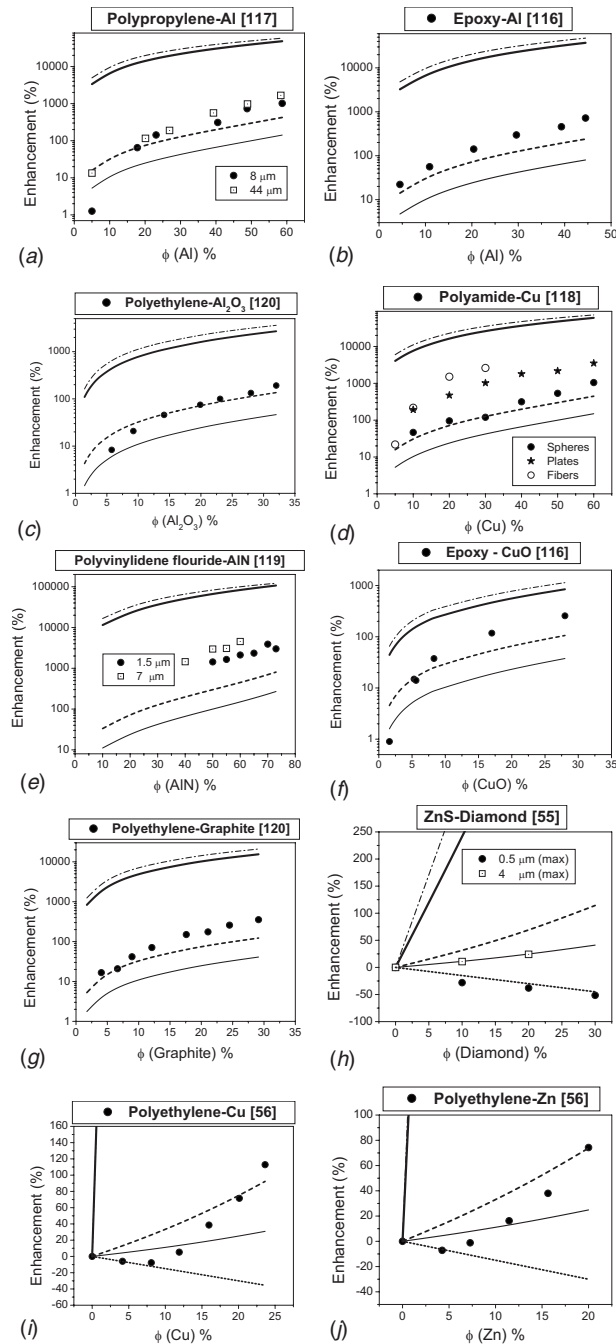 Polypropylene-Al [117]
Enhancement (%)
10000
1000
100
10
1
8 μm
44 μm
0 10 20 30 40 50 60
(a)
ϕ (Al) %
Epoxy-Al [116]
Enhancement (%)
10000
1000
100
10
0 10 20 30 40 50
(b)
ϕ (Al) %
Polyethylene-Al2O3 [120]
Enhancement (%)
1000
100
10
1
0 5 10 15 20 25 30 35
(c)
ϕ (Al2O3) %
Polyamide-Cu [118]
Enhancement (%)
10000
1000
100
10
1
Spheres
Plates
Fibers
0 10 20 30 40 50 60
(d)
ϕ (Cu) %
Polyvinylidene flouride-AlN [119]
Enhancement (%)
100000
10000
1000
100
10
1.5 μm
7 μm
0 10 20 30 40 50 60 70
(e)
ϕ (AlN) %
Epoxy - CuO [116]
Enhancement (%)
1000
100
10
1
0 5 10 15 20 25 30 35
(f)
ϕ (CuO) %
Polyethylene-Graphite [120]
Enhancement (%)
10000
1000
100
10
1
0 5 10 15 20 25 30
(g)
ϕ (Graphite) %
ZnS-Diamond [55]
Enhancement (%)
250
200
150
100
50
0
-50
-100
0.5 μm (max)
4 μm (max)
0 10 20 30
(h)
ϕ (Diamond) %
Polyethylene-Cu [56]
Enhancement (%)
160
140
120
100
80
60
40
20
0
-20
-40
-60
0 5 10 15 20 25
(i)
ϕ (Cu) %
Polyethylene-Zn [56]
Enhancement (%)
100
80
60
40
20
0
-20
-40
0 5 10 15 20
(j)
ϕ (Zn) %